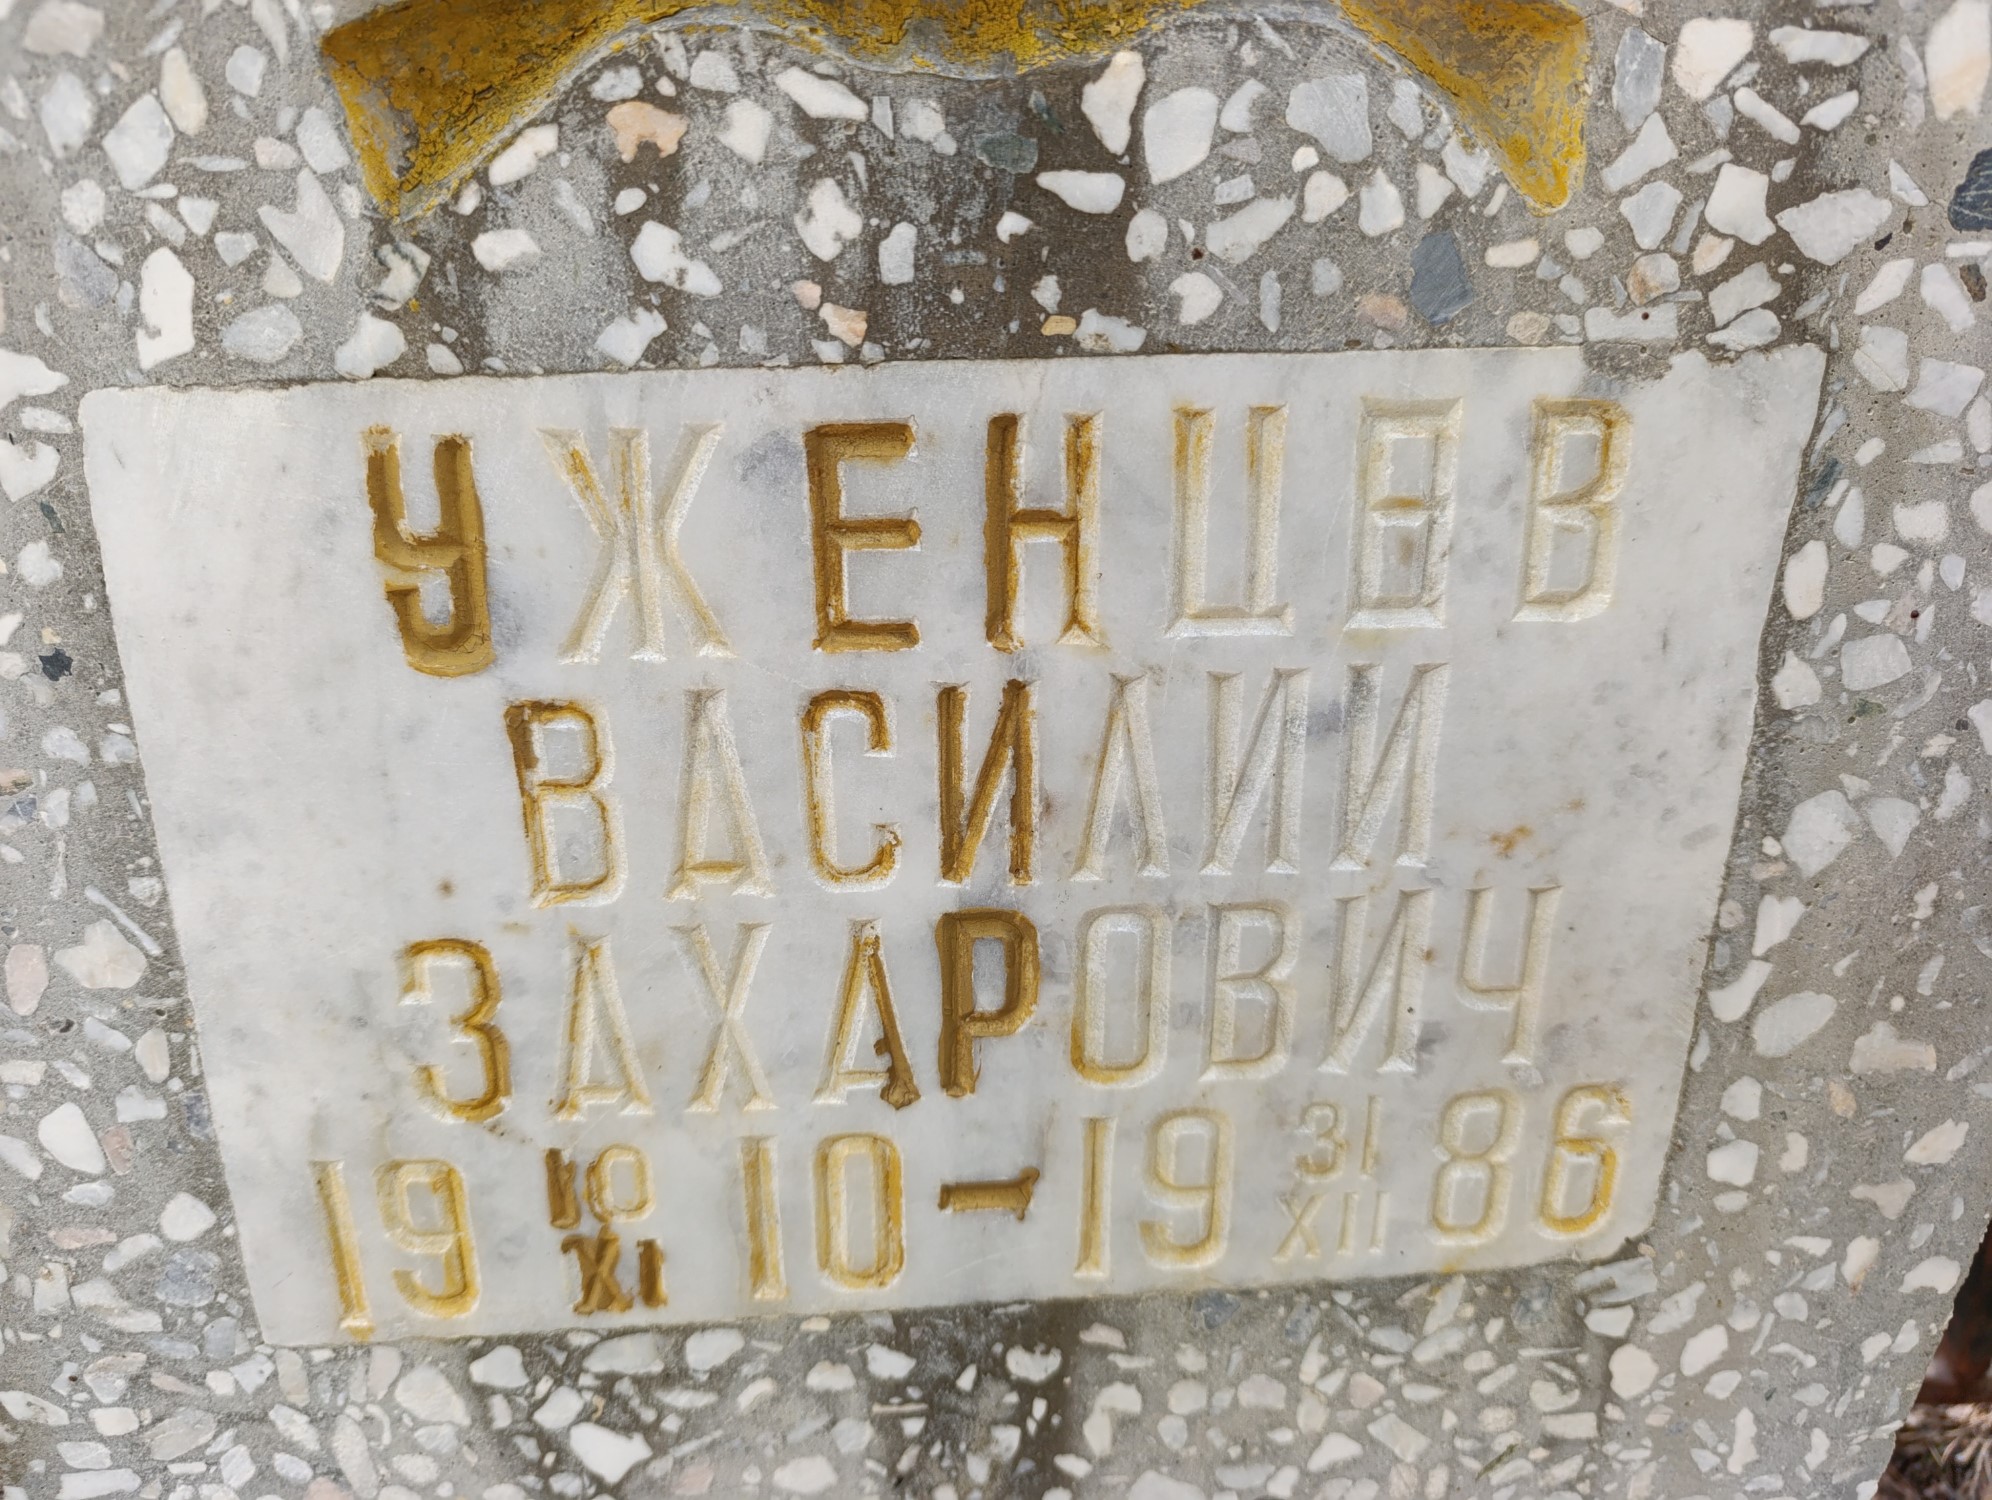 УЖЕНЦЕВ
ВАСИЛИИ
ЗАХАРОВИЧ
19 10/XI 10 - 19 31/XII 86